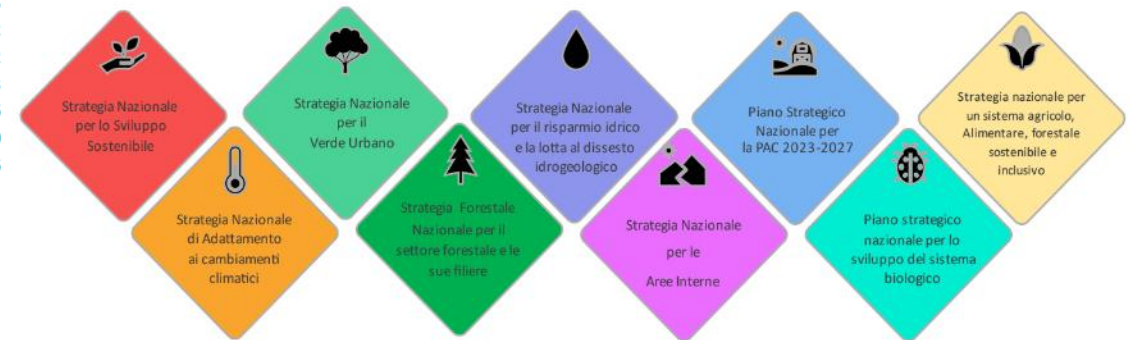 Strategia Nazionale
per lo Sviluppo
Sostenibile
Strategia Nazionale
di Adattamento
ai cambiamenti
climatici
Strategia Nazionale
per il
Verde Urbano
Strategia Forestale
Nazionale per il
settore forestale e le
sue filiere
Strategia Nazionale
per il risparmio idrico
e la lotta al dissesto
idrogeologico
Strategia Nazionale
per le
Aree Interne
Piano Strategico
Nazionale per
la PAC 2023-2027
Piano strategico
nazionale per lo
sviluppo del sistema
biologico
Strategia nazionale per
un sistema agricolo,
Alimentare, forestale
sostenibile e
inclusivo